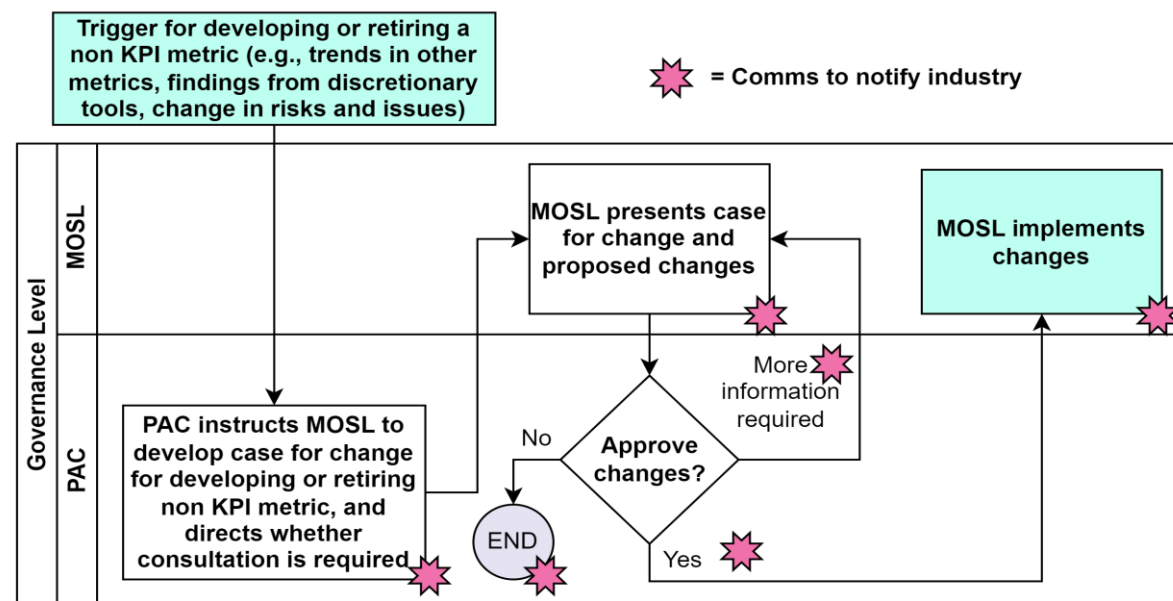 Trigger for developing or retiring a
non KPI metric (e.g., trends in other
metrics, findings from discretionary
tools, change in risks and issues)
= Comms to notify industry
Governance Level
MOSL
MOSL presents case
for change and
proposed changes
MOSL implements
changes
PAC
PAC instructs MOSL to
develop case for change
for developing or retiring
non KPI metric, and
directs whether
consultation is required
More
information
required
No
Approve
changes?
END
Yes